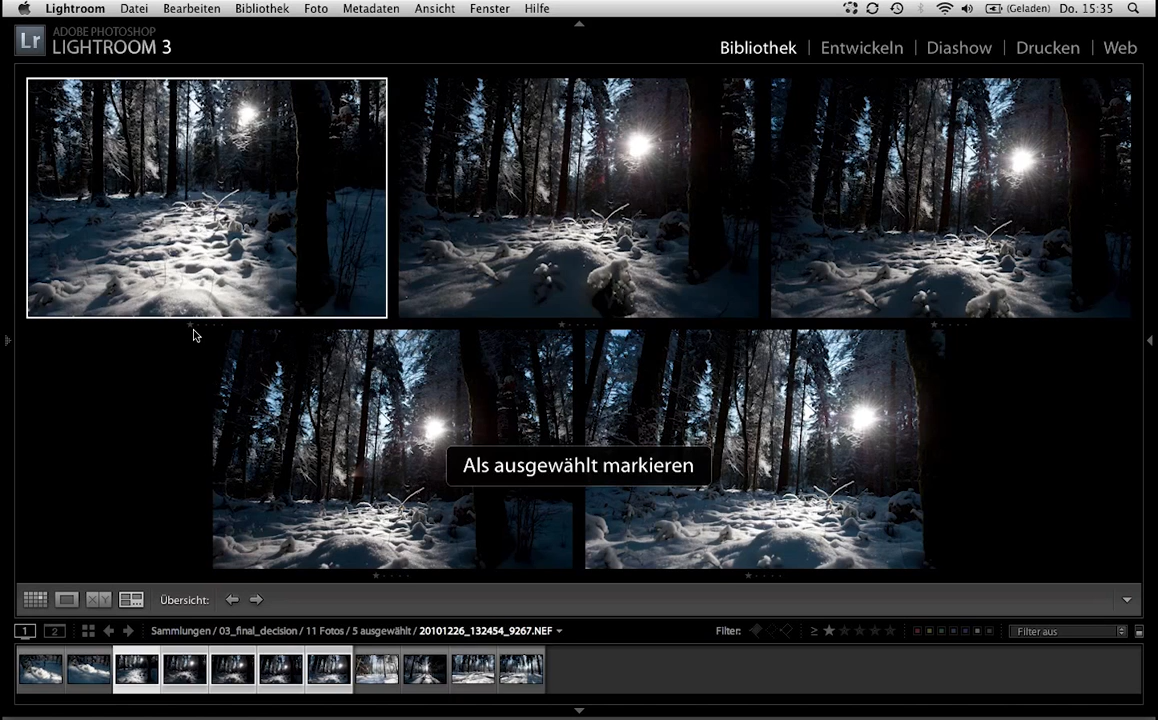 Lightroom Datei Bearbeiten Bibliothek Foto Metadaten Ansicht Fenster Hilfe (Geladen) Do. 15:35
Lr ADOBE PHOTOSHOP
LIGHTROOM 3
Bibliothek | Entwickeln | Diashow | Drucken | Web
Als ausgewählt markieren
XY Übersicht:
1 2 Sammlungen / 03_final_decision / 11 Fotos / 5 ausgewählt / 20101226_132454_9267.NEF Filter: ≥ Filter aus